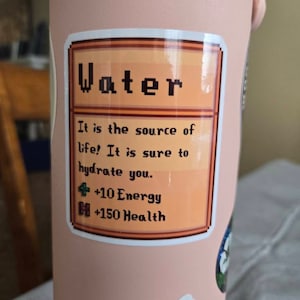 Water
It is the source of
life! It is sure to
hydrate you.
+10 Energy
+150 Health